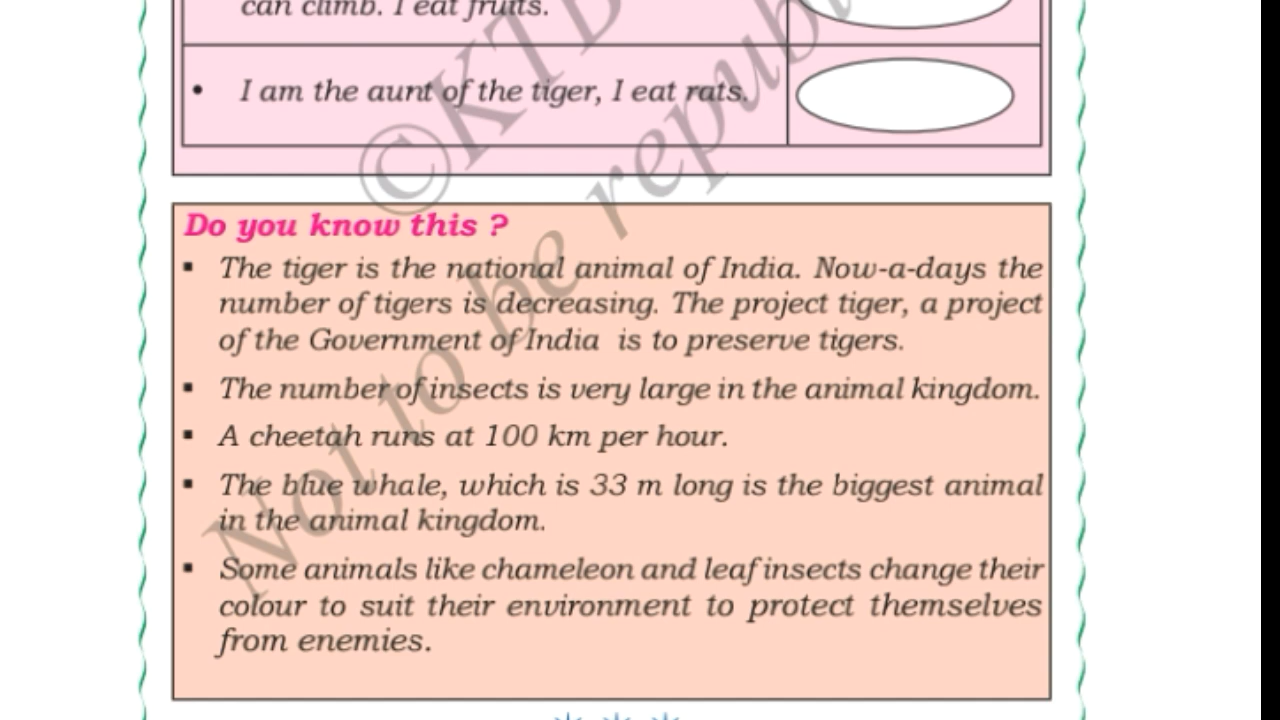 can climb. I eat fruits.
• I am the aunt of the tiger, I eat rats.
©KTB
Not to be republi
Do you know this ?
▪ The tiger is the national animal of India. Now-a-days the
number of tigers is decreasing. The project tiger, a project
of the Government of India is to preserve tigers.
▪ The number of insects is very large in the animal kingdom.
▪ A cheetah runs at 100 km per hour.
▪ The blue whale, which is 33 m long is the biggest animal
in the animal kingdom.
▪ Some animals like chameleon and leaf insects change their
colour to suit their environment to protect themselves
from enemies.